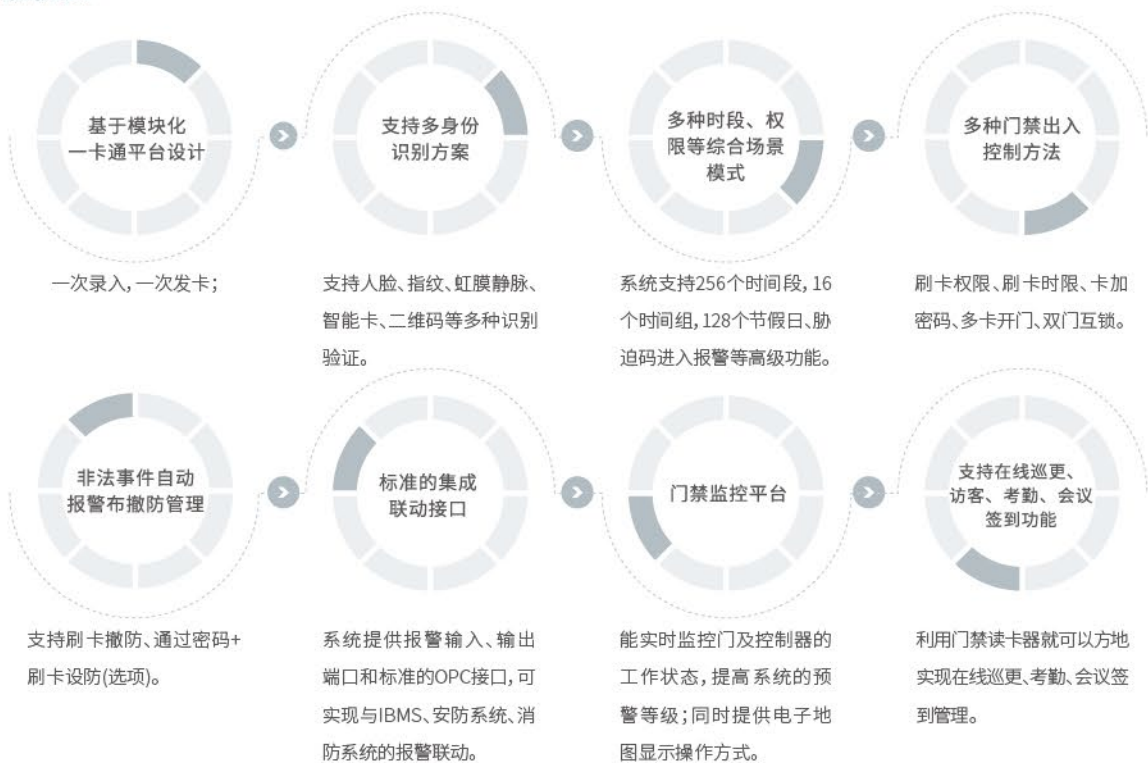 基于模块化
一卡通平台设计
一次录入，一次发卡；
支持多身份
识别方案
支持人脸、指纹、虹膜静脉、
智能卡、二维码等多种识别
验证。
多种时段、权
限等综合场景
模式
系统支持256个时间段，16
个时间组，128个节假日、胁
迫码进入报警等高级功能。
多种门禁出入
控制方法
刷卡权限、刷卡时限、卡加
密码、多卡开门、双门互锁。
非法事件自动
报警布撤防管理
支持刷卡撤防、通过密码+
刷卡设防(选项)。
标准的集成
联动接口
系统提供报警输入、输出
端口和标准的OPC接口，可
实现与IBMS、安防系统、消
防系统的报警联动。
门禁监控平台
能实时监控门及控制器的
工作状态，提高系统的预
警等级；同时提供电子地
图显示操作方式。
支持在线巡更、
访客、考勤、会议
签到功能
利用门禁读卡器就可以方地
实现在线巡更、考勤、会议签
到管理。